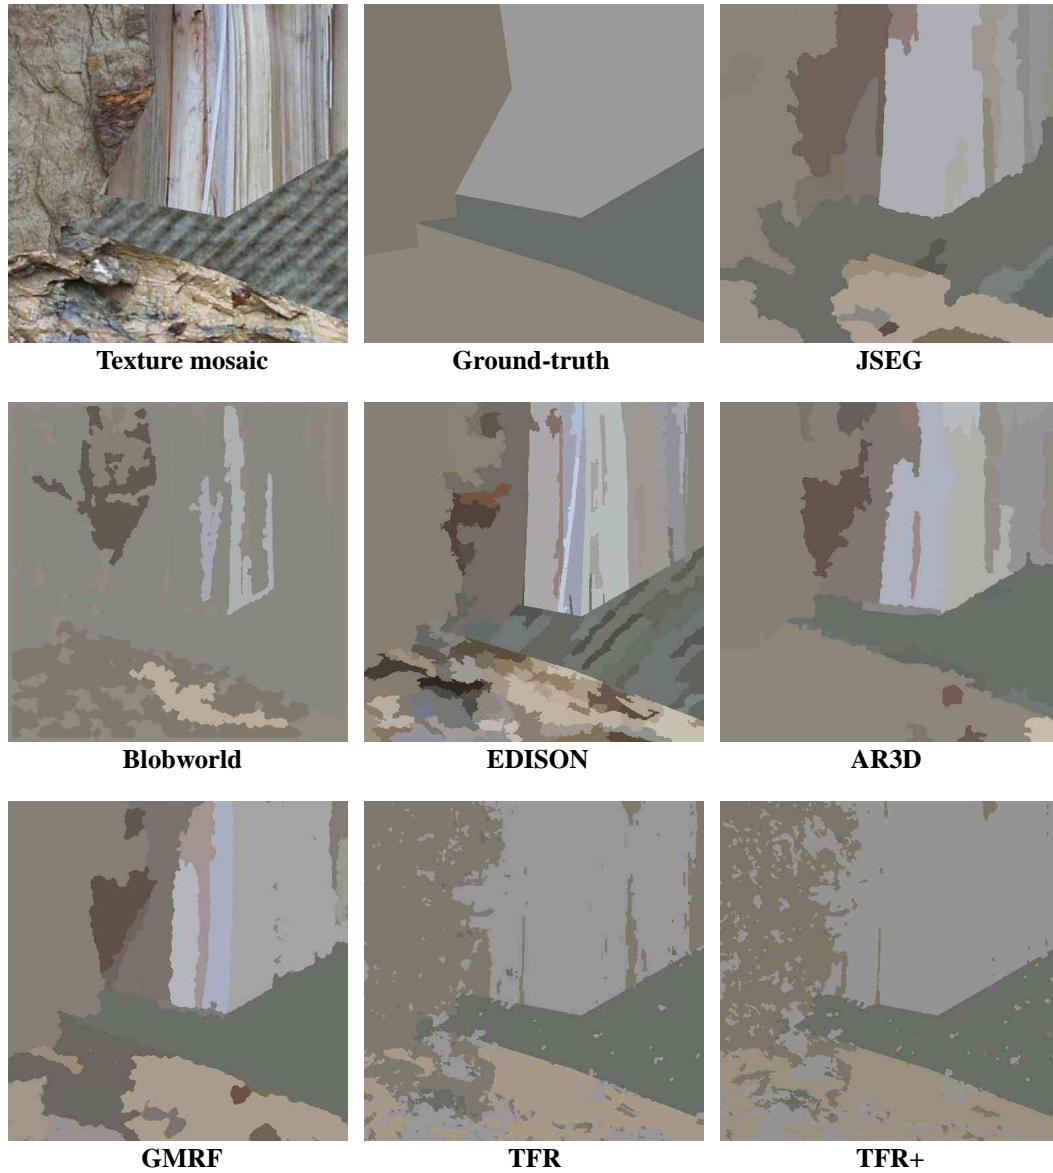 Texture mosaic
Ground-truth
JSEG
Blobworld
EDISON
AR3D
GMRF
TFR
TFR+